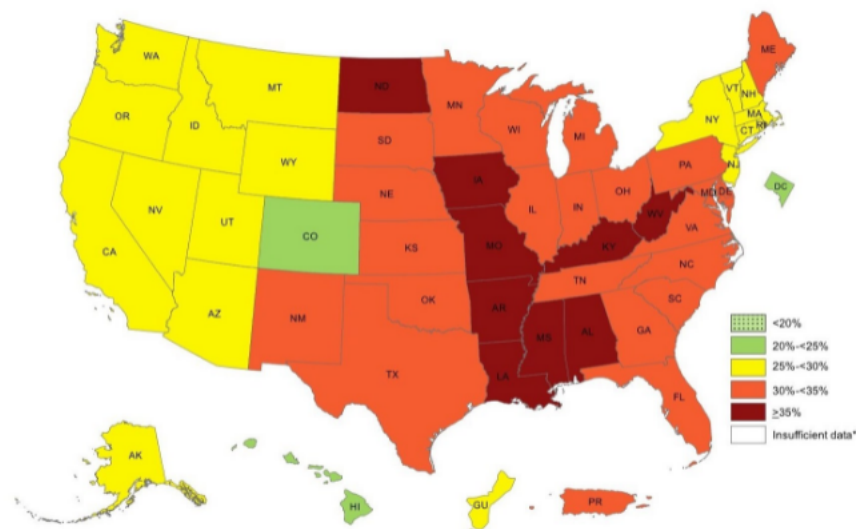 WA
MT
ND
MN
ME
OR
ID
WY
SD
WI
MI
NY
VT
NH
MA
CT
RI
NV
UT
CO
NE
IA
IL
IN
OH
PA
NJ
MD
DE
DC
CA
AZ
NM
KS
MO
KY
WV
VA
OK
AR
TN
NC
TX
LA
MS
AL
GA
SC
FL
<20%
20%-<25%
25%-<30%
30%-<35%
≥35%
Insufficient data*
AK
HI
GU
PR